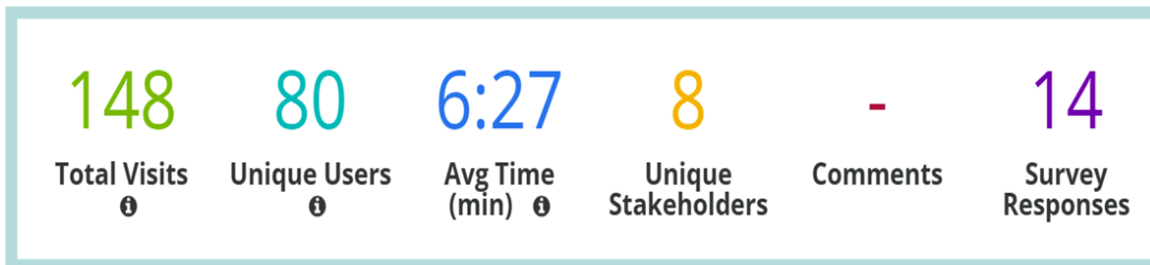 148
Total Visits
80
Unique Users
6:27
Avg Time
(min)
8
Unique
Stakeholders
-
Comments
14
Survey
Responses